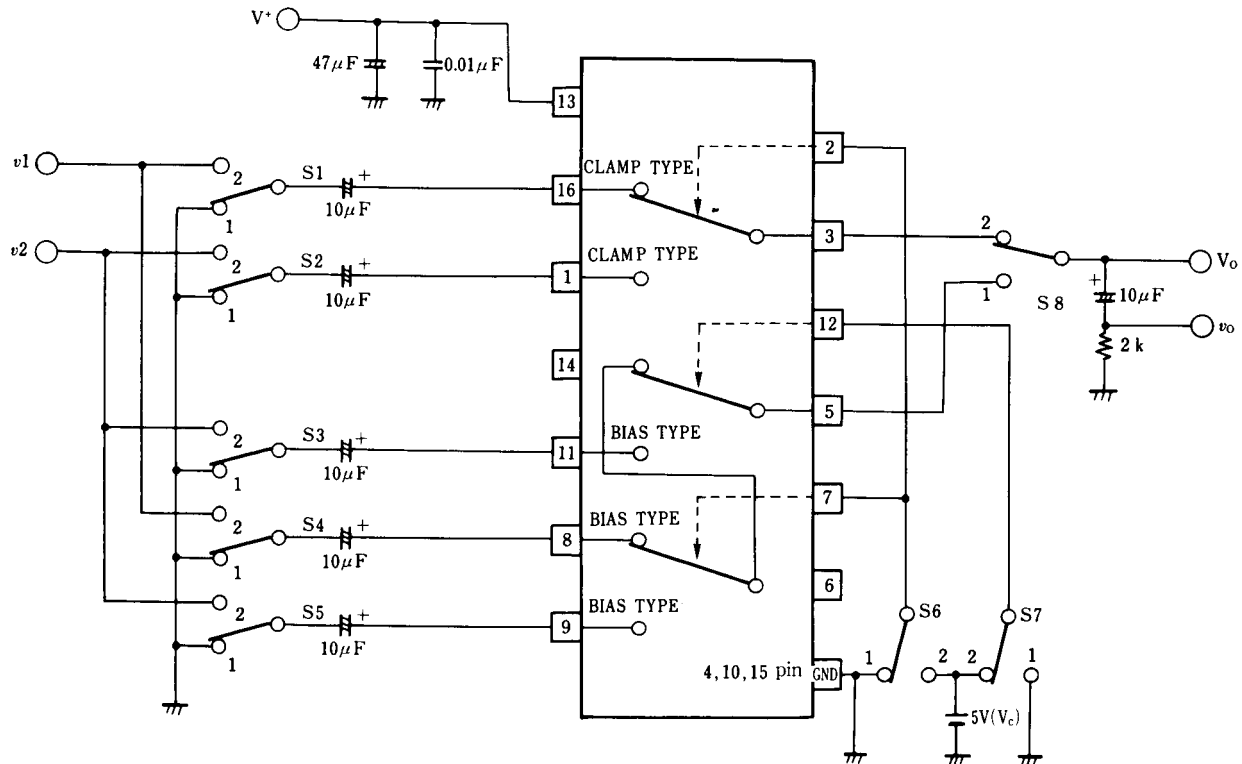 V+
47μF
0.01μF
13
2
v1
2
S1
+
CLAMP TYPE
16
10μF
1
3
2
V₀
v2
2
S2
+
CLAMP TYPE
1
10μF
1
1
S 8
+
10μF
12
v₀
2 k
14
5
2
S3
+
BIAS TYPE
11
10μF
1
7
2
S4
+
BIAS TYPE
8
10μF
1
6
2
S5
+
BIAS TYPE
9
10μF
1
S6
S7
4, 10, 15 pin
GND
1
2
2
1
5V(Vc)